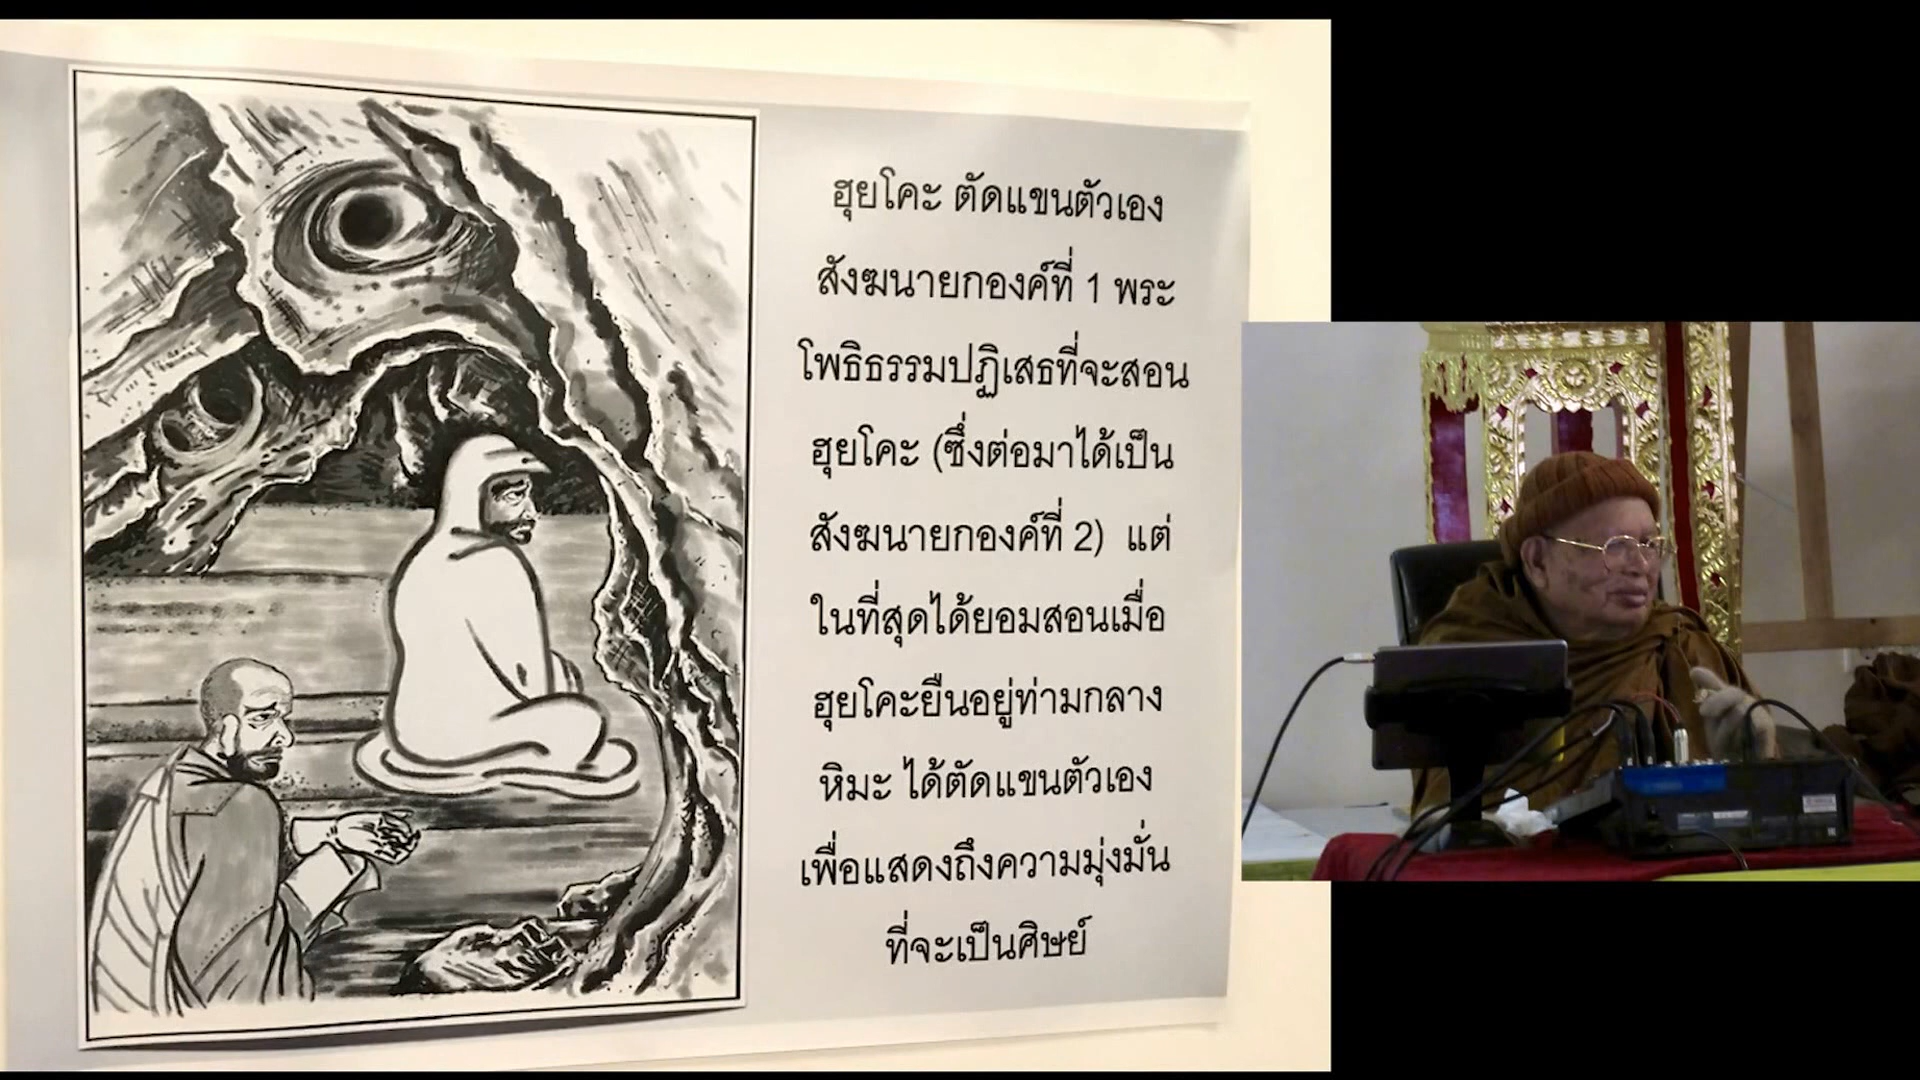 ฮุยโคะ ตัดแขนตัวเอง
สังฆนายกองค์ที่ 1 พระ
โพธิธรรมปฏิเสธที่จะสอน
ฮุยโคะ (ซึ่งต่อมาได้เป็น
สังฆนายกองค์ที่ 2) แต่
ในที่สุดได้ยอมสอนเมื่อ
ฮุยโคะยืนอยู่ท่ามกลาง
หิมะ ได้ตัดแขนตัวเอง
เพื่อแสดงถึงความมุ่งมั่น
ที่จะเป็นศิษย์